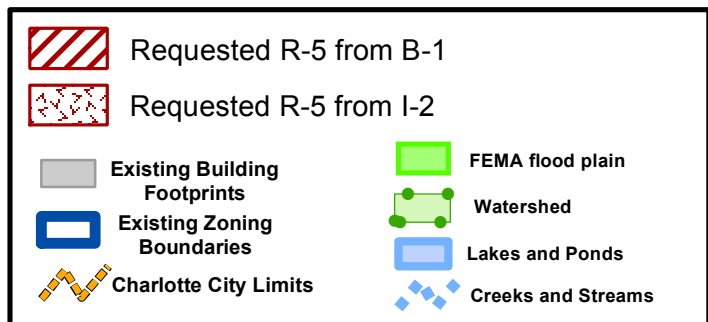 Requested R-5 from B-1
Requested R-5 from I-2
Existing Building
Footprints
Existing Zoning
Boundaries
Charlotte City Limits
FEMA flood plain
Watershed
Lakes and Ponds
Creeks and Streams